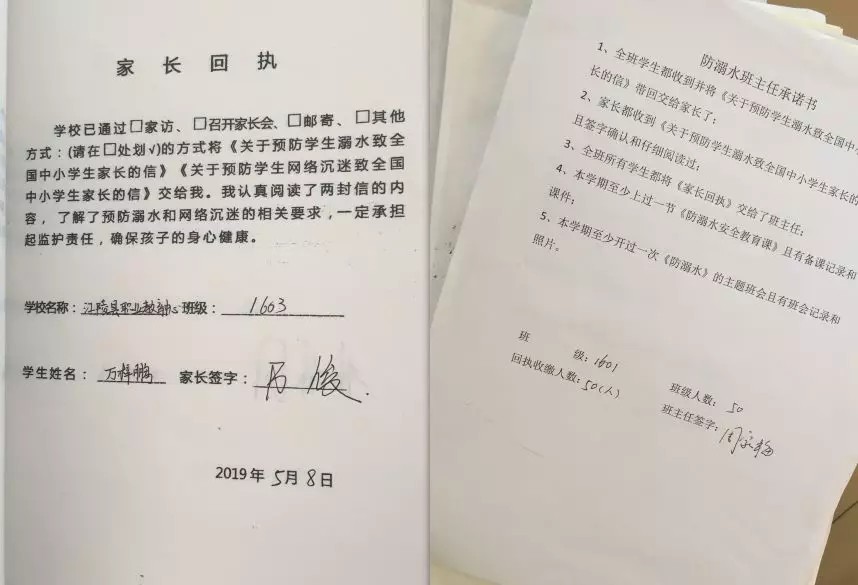 家长回执
学校已通过□家访、□召开家长会、□邮寄、□其他
方式：(请在□处划√)的方式将《关于预防学生溺水致全
国中小学生家长的信》《关于预防学生网络沉迷致全国
中小学生家长的信》交给我。我认真阅读了两封信的内
容，了解了预防溺水和网络沉迷的相关要求，一定承担
起监护责任，确保孩子的身心健康。
学校名称：江陵县职业教育中心 班级：1603
学生姓名：万梓鹏 家长签字：万俊
2019年5月8日
防溺水班主任承诺书
1、全班学生都收到并将《关于预防学生溺水致全国中小学
长的信》带回交给家长了；
2、家长都收到《关于预防学生溺水致全国中小学生家长的
且签字确认和仔细阅读过；
3、全班所有学生都将《家长回执》交给了班主任；
4、本学期至少上过一节《防溺水安全教育课》且有备课记录和
课件；
5、本学期至少开过一次《防溺水》的主题班会且有班会记录和
照片。
班 级：1601
班级人数：50
回执收缴人数：50(人)
班主任签字：